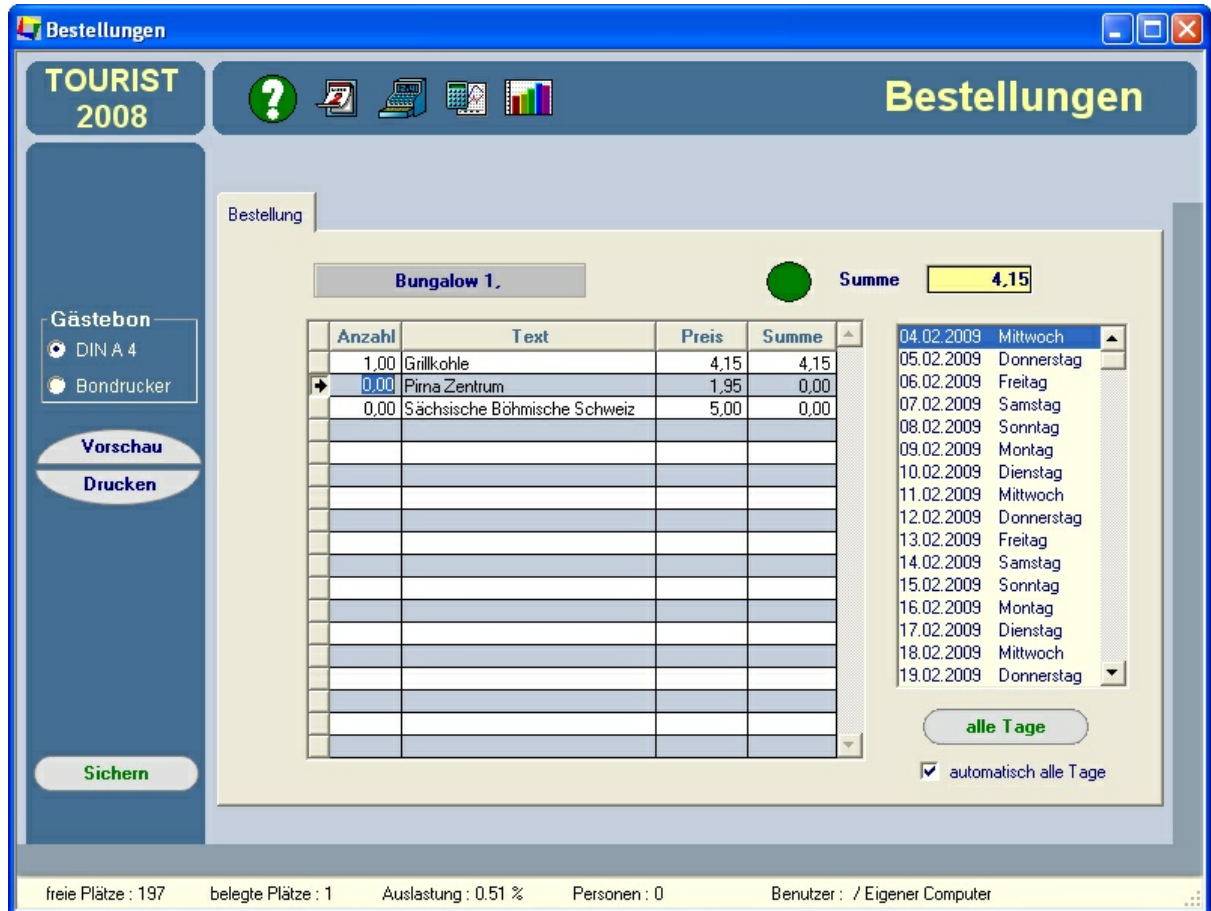 Bestellungen
TOURIST
2008
Bestellungen
Bestellung
Bungalow 1,
Summe 4,15
Gästebon
DIN A 4
Bondrucker
Vorschau
Drucken
Sichern
Anzahl Text Preis Summe
1,00 Grillkohle 4,15 4,15
0,00 Pirna Zentrum 1,95 0,00
0,00 Sächsische Böhmische Schweiz 5,00 0,00
04.02.2009 Mittwoch
05.02.2009 Donnerstag
06.02.2009 Freitag
07.02.2009 Samstag
08.02.2009 Sonntag
09.02.2009 Montag
10.02.2009 Dienstag
11.02.2009 Mittwoch
12.02.2009 Donnerstag
13.02.2009 Freitag
14.02.2009 Samstag
15.02.2009 Sonntag
16.02.2009 Montag
17.02.2009 Dienstag
18.02.2009 Mittwoch
19.02.2009 Donnerstag
alle Tage
automatisch alle Tage
freie Plätze : 197 belegte Plätze : 1 Auslastung : 0.51 % Personen : 0 Benutzer : / Eigener Computer